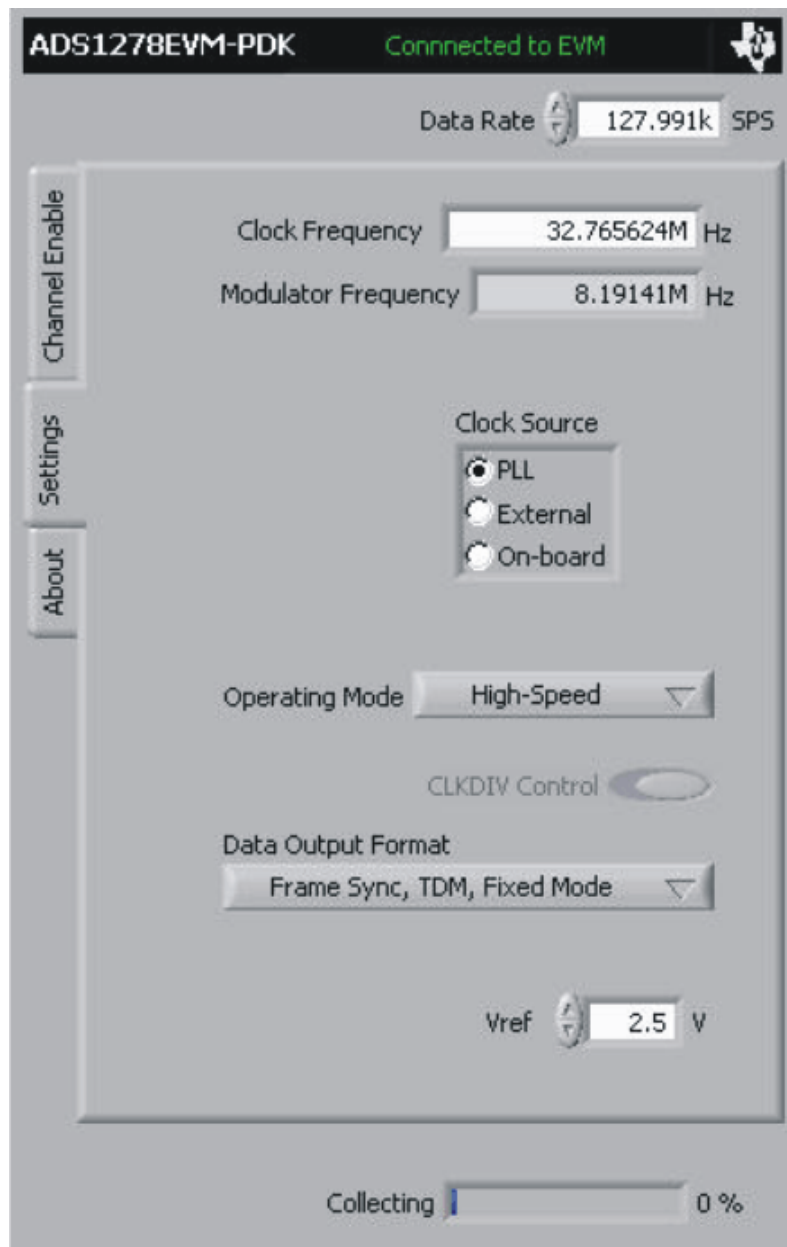 ADS1278EVM-PDK Connnected to EVM
Data Rate 127.991k SPS
Channel Enable
Settings
About
Clock Frequency 32.765624M Hz
Modulator Frequency 8.19141M Hz
Clock Source
PLL
External
On-board
Operating Mode High-Speed
CLKDIV Control
Data Output Format
Frame Sync, TDM, Fixed Mode
Vref 2.5 V
Collecting 0 %